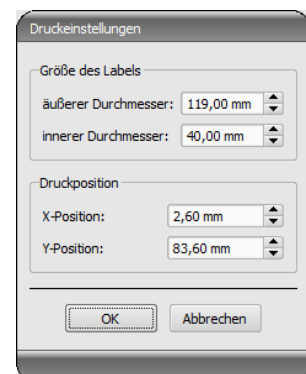 Druckeinstellungen
Größe des Labels
äußerer Durchmesser: 119,00 mm
innerer Durchmesser: 40,00 mm
Druckposition
X-Position: 2,60 mm
Y-Position: 83,60 mm
OK Abbrechen